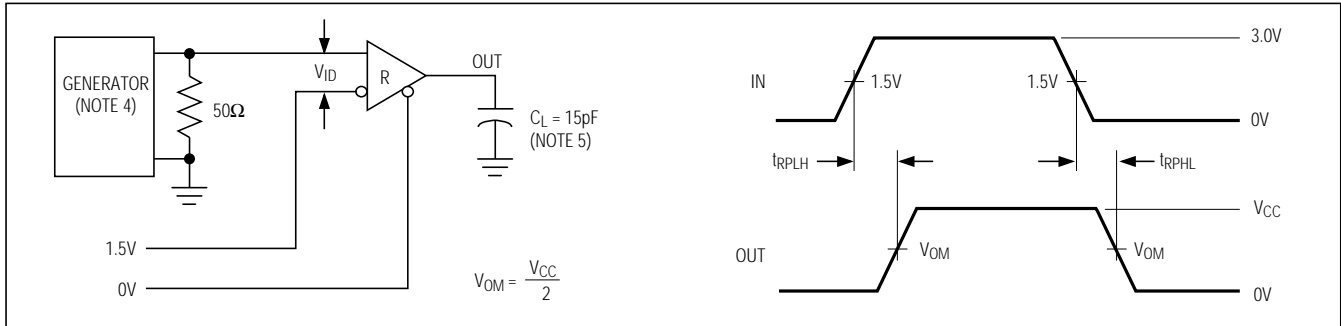 GENERATOR
(NOTE 4)
50Ω
V_ID
R
OUT
C_L = 15pF
(NOTE 5)
1.5V
0V
V_OM = V_CC / 2
IN
1.5V
1.5V
3.0V
0V
t_RPLH
t_RPHL
OUT
V_OM
V_OM
V_CC
0V